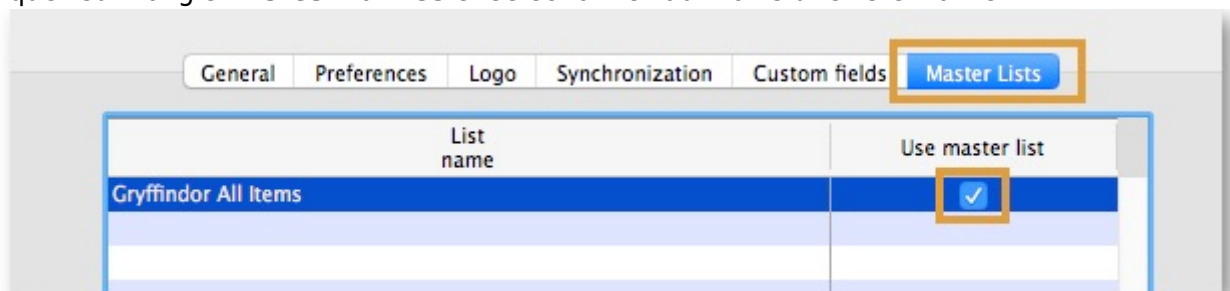 General Preferences Logo Synchronization Custom fields Master Lists
List
name
Use master list
Gryffindor All Items